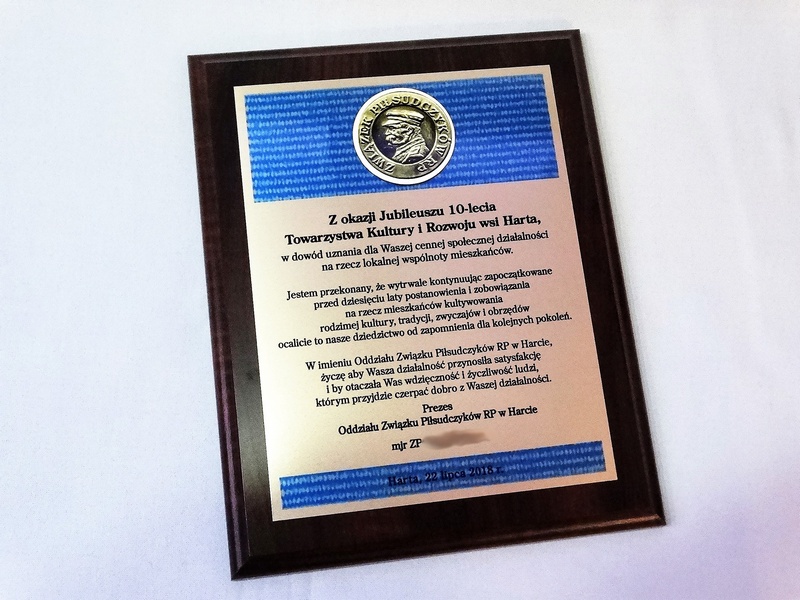 ZWIĄZEK PIŁSUDCZYKÓW RP
Z okazji Jubileuszu 10-lecia
Towarzystwa Kultury i Rozwoju wsi Harta,
w dowód uznania dla Waszej cennej społecznej działalności
na rzecz lokalnej wspólnoty mieszkańców.
Jestem przekonany, że wytrwale kontynuując zapoczątkowane
przed dziesięciu laty postanowienia i zobowiązania
na rzecz mieszkańców kultywowania
rodzimej kultury, tradycji, zwyczajów i obrzędów
ocalicie to nasze dziedzictwo od zapomnienia dla kolejnych pokoleń.
W imieniu Oddziału Związku Piłsudczyków RP w Harcie,
życzę aby Wasza działalność przynosiła satysfakcję
i by otaczała Was wdzięczność i życzliwość ludzi,
którym przyjdzie czerpać dobro z Waszej działalności.
Prezes
Oddziału Związku Piłsudczyków RP w Harcie
mjr ZP
Harta, 22 lipca 2018 r.